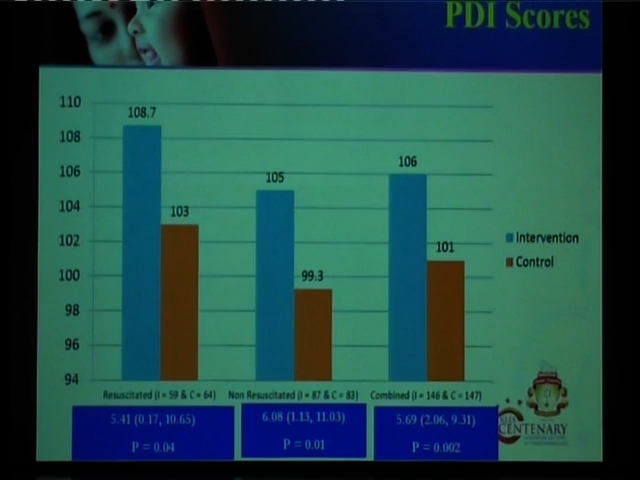 PDI Scores
110
108
106
104
102
100
98
96
94
108.7
103
105
99.3
106
101
Intervention
Control
Resuscitated (I = 59 & C = 64)
Non Resuscitated (I = 87 & C = 83)
Combined (I = 146 & C = 147)
5.41 (0.17, 10.65)
P = 0.04
6.08 (1.13, 11.03)
P = 0.01
5.69 (2.06, 9.31)
P = 0.002
CENTENARY